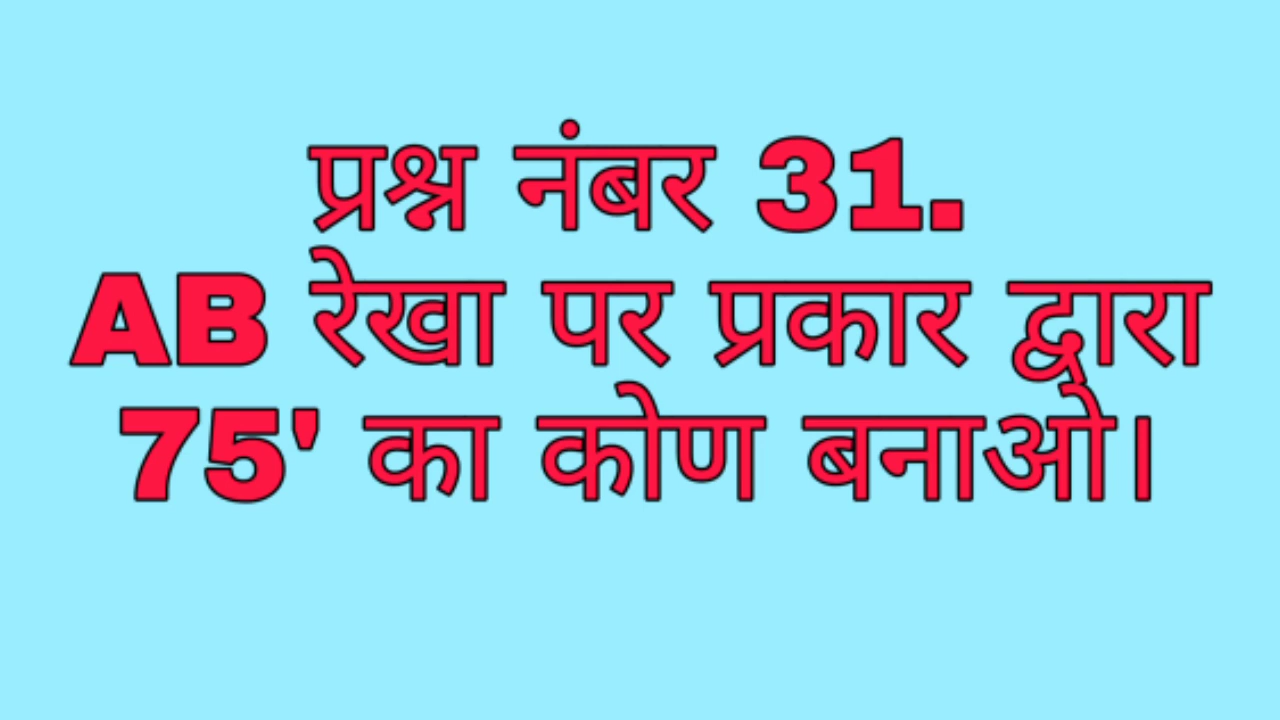 प्रश्न नंबर 31.
AB रेखा पर प्रकार द्वारा
75' का कोण बनाओ।